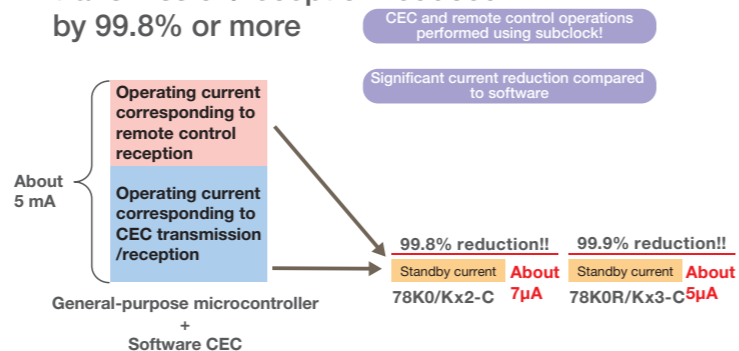 by 99.8% or more
CEC and remote control operations
performed using subclock!
Significant current reduction compared
to software
Operating current
corresponding to
remote control
reception
About
5 mA
Operating current
corresponding to
CEC transmission
/reception
General-purpose microcontroller
+
Software CEC
99.8% reduction!!
Standby current
About
7μA
78K0/Kx2-C
99.9% reduction!!
Standby current
About
5μA
78K0R/Kx3-C